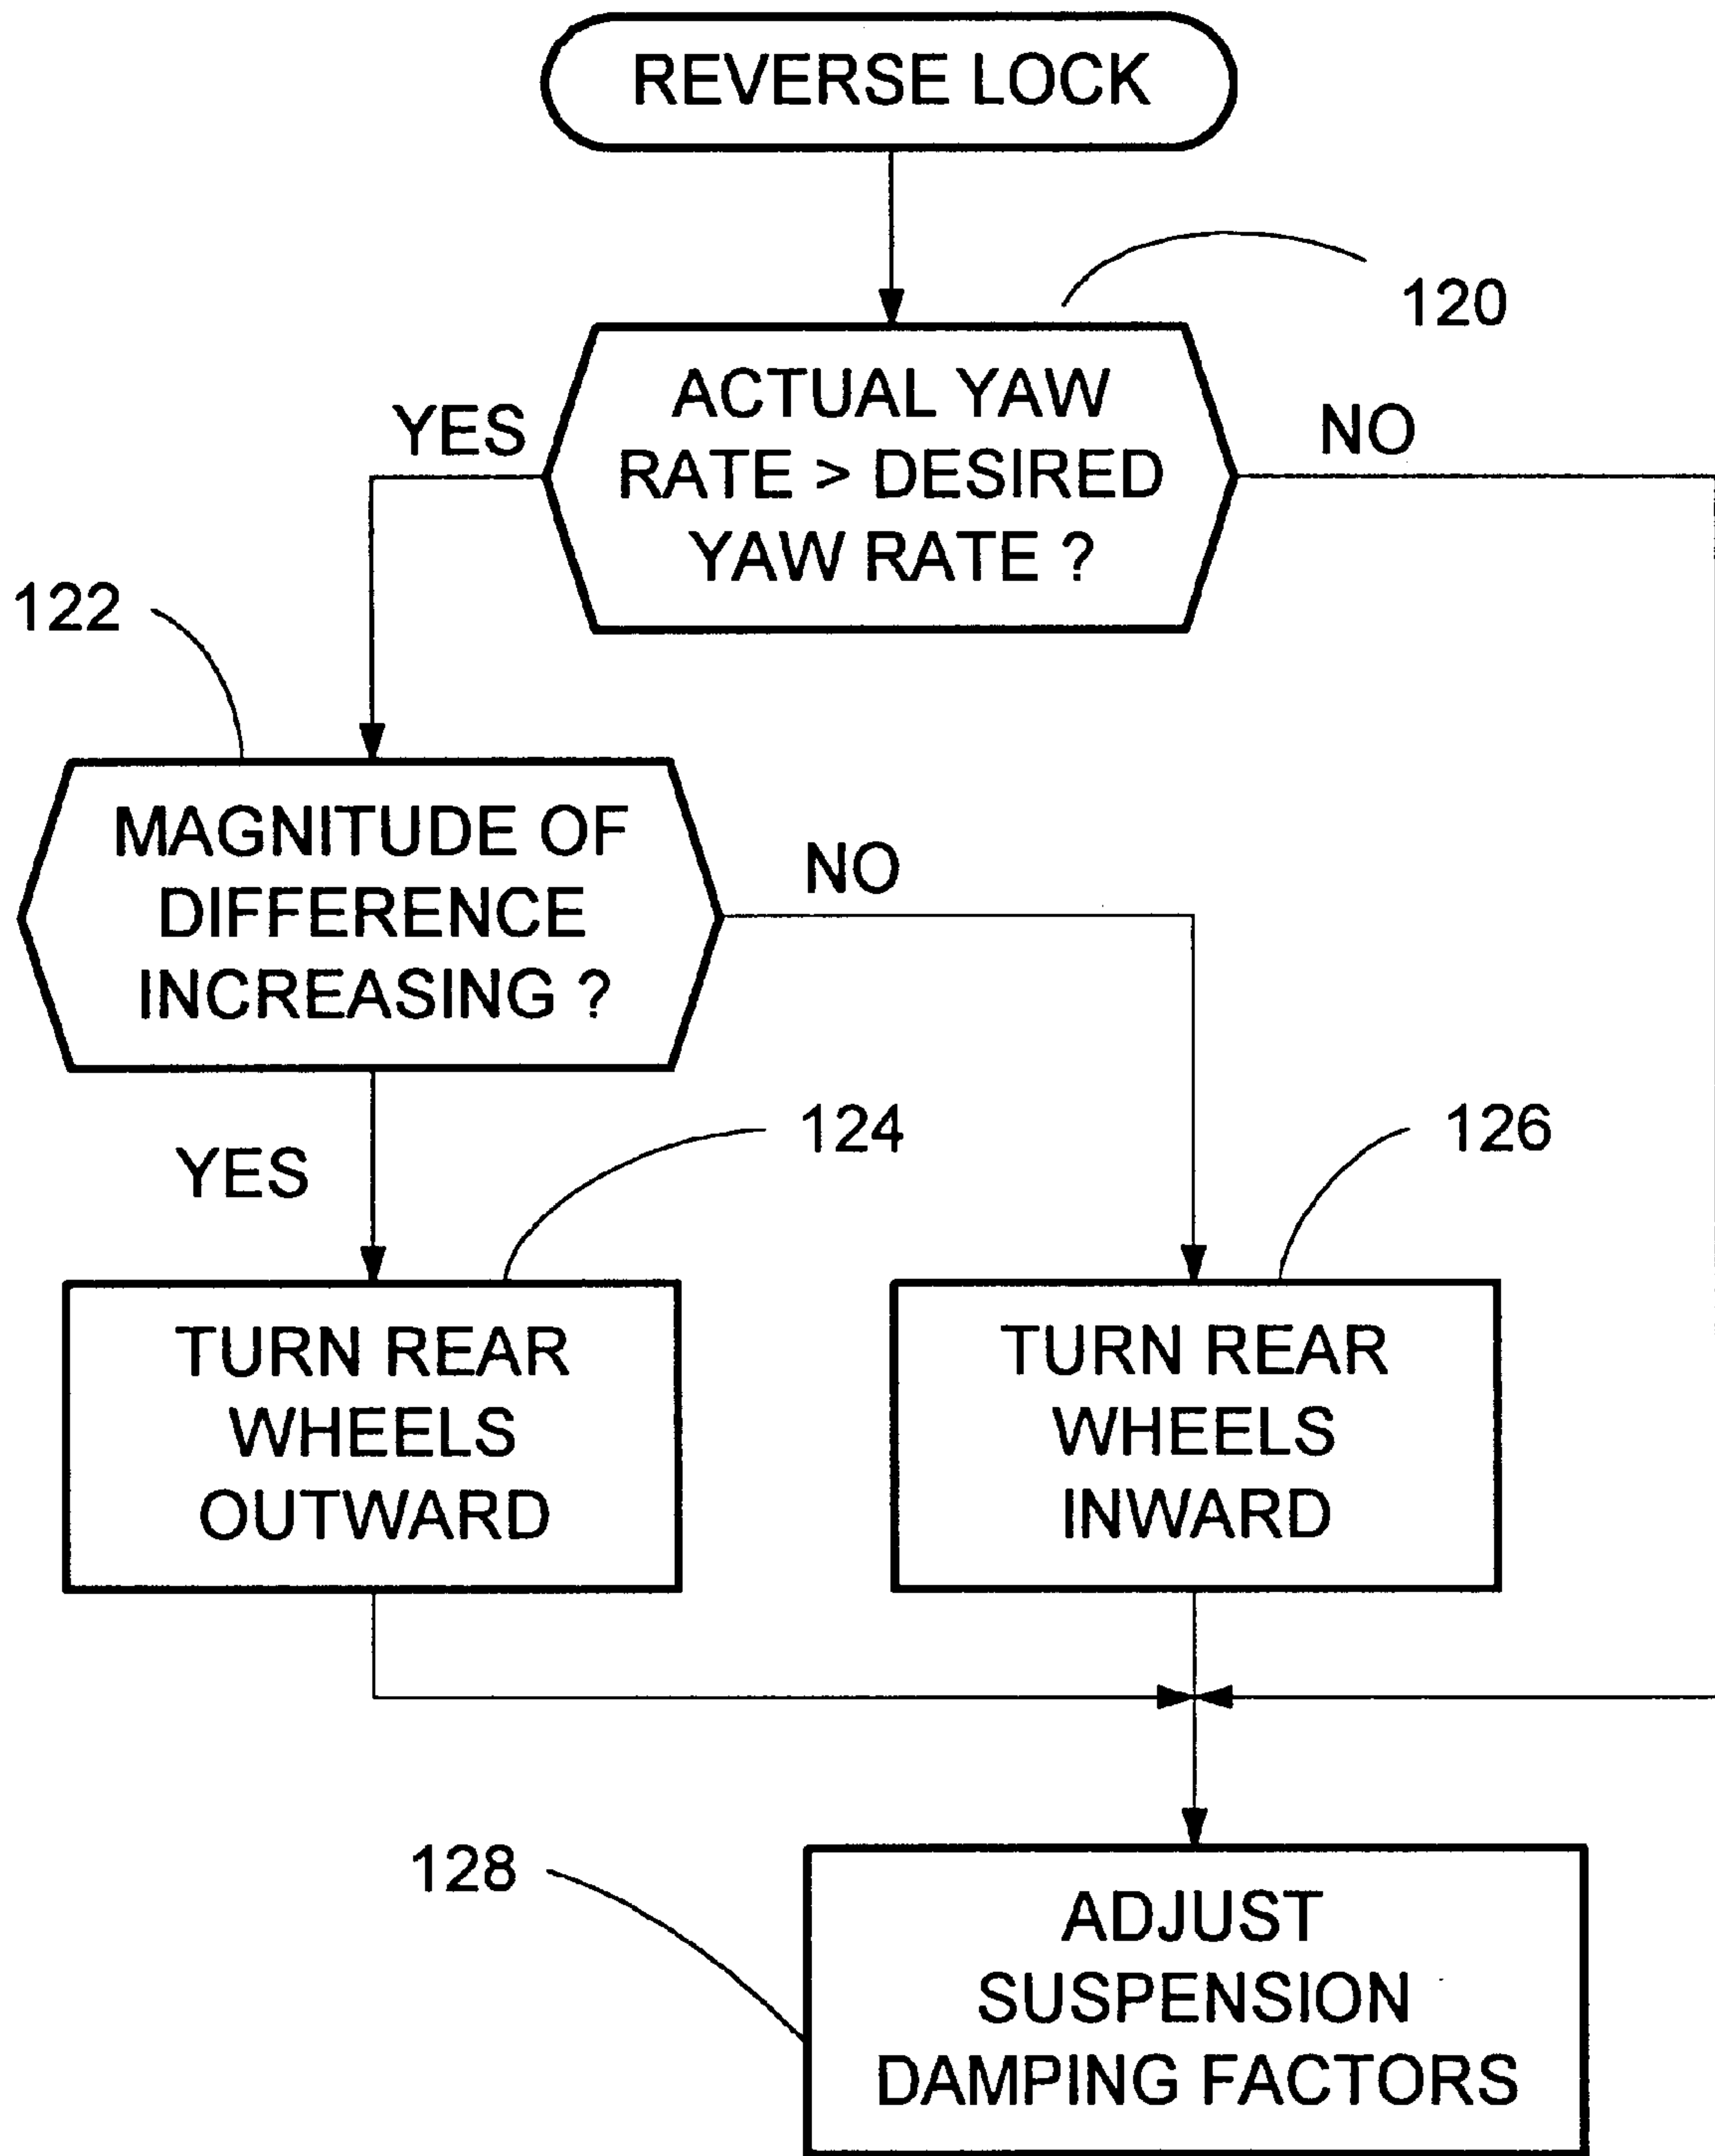 REVERSE LOCK
120
ACTUAL YAW
RATE > DESIRED
YAW RATE ?
YES
NO
122
MAGNITUDE OF
DIFFERENCE
INCREASING ?
NO
YES
124
126
TURN REAR
WHEELS
OUTWARD
TURN REAR
WHEELS
INWARD
128
ADJUST
SUSPENSION
DAMPING FACTORS